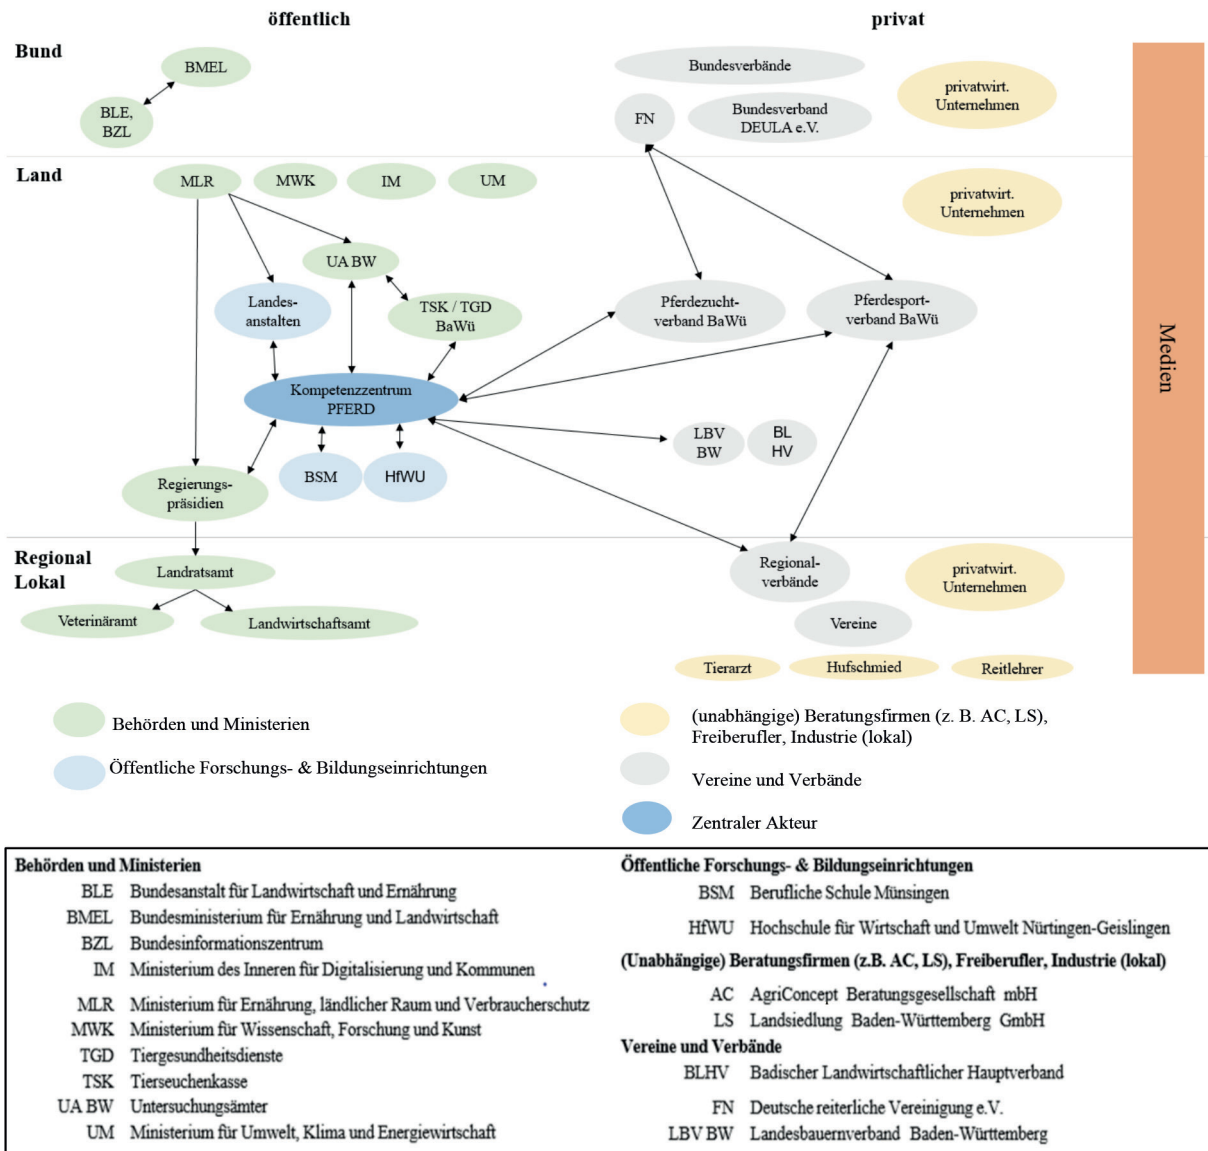 öffentlich
privat
Bund
BMEL
BLE,
BZL
Bundesverbände
FN
Bundesverband
DEULA e.V.
privatwirt.
Unternehmen
Land
MLR
MWK
IM
UM
privatwirt.
Unternehmen
UA BW
Landes-
anstalten
TSK / TGD
BaWü
Pferdezucht-
verband BaWü
Pferdesport-
verband BaWü
Kompetenzzentrum
PFERD
LBV
BW
BL
HV
BSM
HfWU
Regierungs-
präsidien
Medien
Regional
Lokal
Landratsamt
Veterinäramt
Landwirtschaftsamt
Regional-
verbände
privatwirt.
Unternehmen
Vereine
Tierarzt
Hufschmied
Reitlehrer
Behörden und Ministerien
Öffentliche Forschungs- & Bildungseinrichtungen
(unabhängige) Beratungsfirmen (z. B. AC, LS),
Freiberufler, Industrie (lokal)
Vereine und Verbände
Zentraler Akteur
Behörden und Ministerien
BLE Bundesanstalt für Landwirtschaft und Ernährung
BMEL Bundesministerium für Ernährung und Landwirtschaft
BZL Bundesinformationszentrum
IM Ministerium des Inneren für Digitalisierung und Kommunen
MLR Ministerium für Ernährung, ländlicher Raum und Verbraucherschutz
MWK Ministerium für Wissenschaft, Forschung und Kunst
TGD Tiergesundheitsdienste
TSK Tierseuchenkasse
UA BW Untersuchungsämter
UM Ministerium für Umwelt, Klima und Energiewirtschaft
Öffentliche Forschungs- & Bildungseinrichtungen
BSM Berufliche Schule Münsingen
HfWU Hochschule für Wirtschaft und Umwelt Nürtingen-Geislingen
(Unabhängige) Beratungsfirmen (z.B. AC, LS), Freiberufler, Industrie (lokal)
AC AgriConcept Beratungsgesellschaft mbH
LS Landsiedlung Baden-Württemberg GmbH
Vereine und Verbände
BLHV Badischer Landwirtschaftlicher Hauptverband
FN Deutsche reiterliche Vereinigung e.V.
LBV BW Landesbauernverband Baden-Württemberg